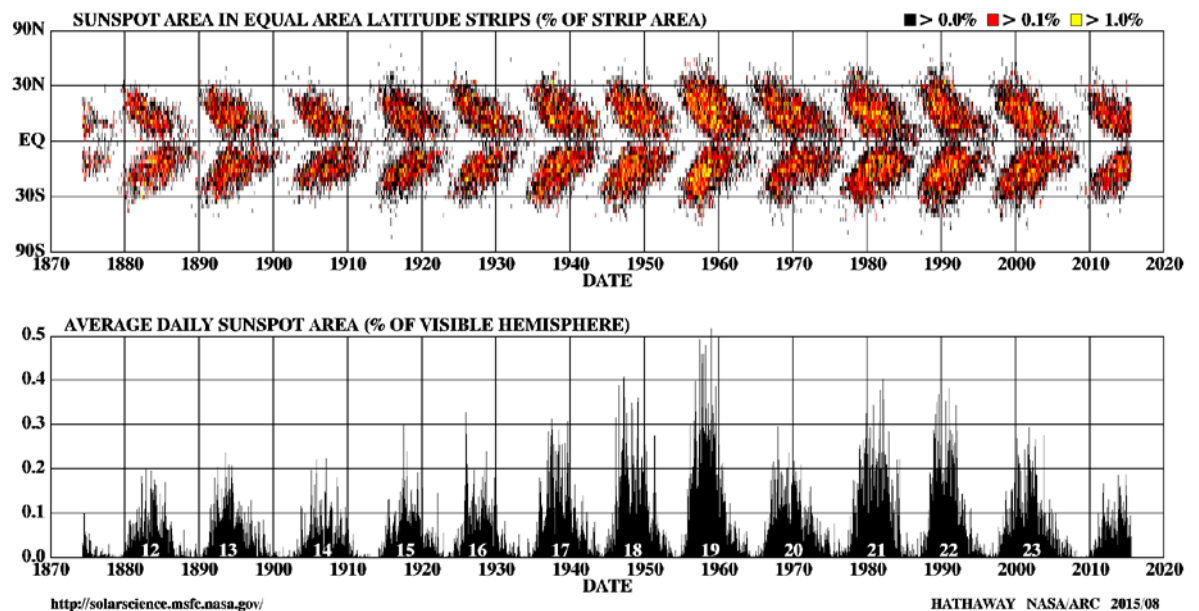 SUNSPOT AREA IN EQUAL AREA LATITUDE STRIPS (% OF STRIP AREA) > 0.0% > 0.1% > 1.0%
90N
30N
EQ
30S
90S
1870 1880 1890 1900 1910 1920 1930 1940 1950 1960 1970 1980 1990 2000 2010 2020
DATE
AVERAGE DAILY SUNSPOT AREA (% OF VISIBLE HEMISPHERE)
0.5
0.4
0.3
0.2
0.1
0.0
12 13 14 15 16 17 18 19 20 21 22 23
1870 1880 1890 1900 1910 1920 1930 1940 1950 1960 1970 1980 1990 2000 2010 2020
DATE
http://solarscience.msfc.nasa.gov/ HATHAWAY NASA/ARC 2015/08